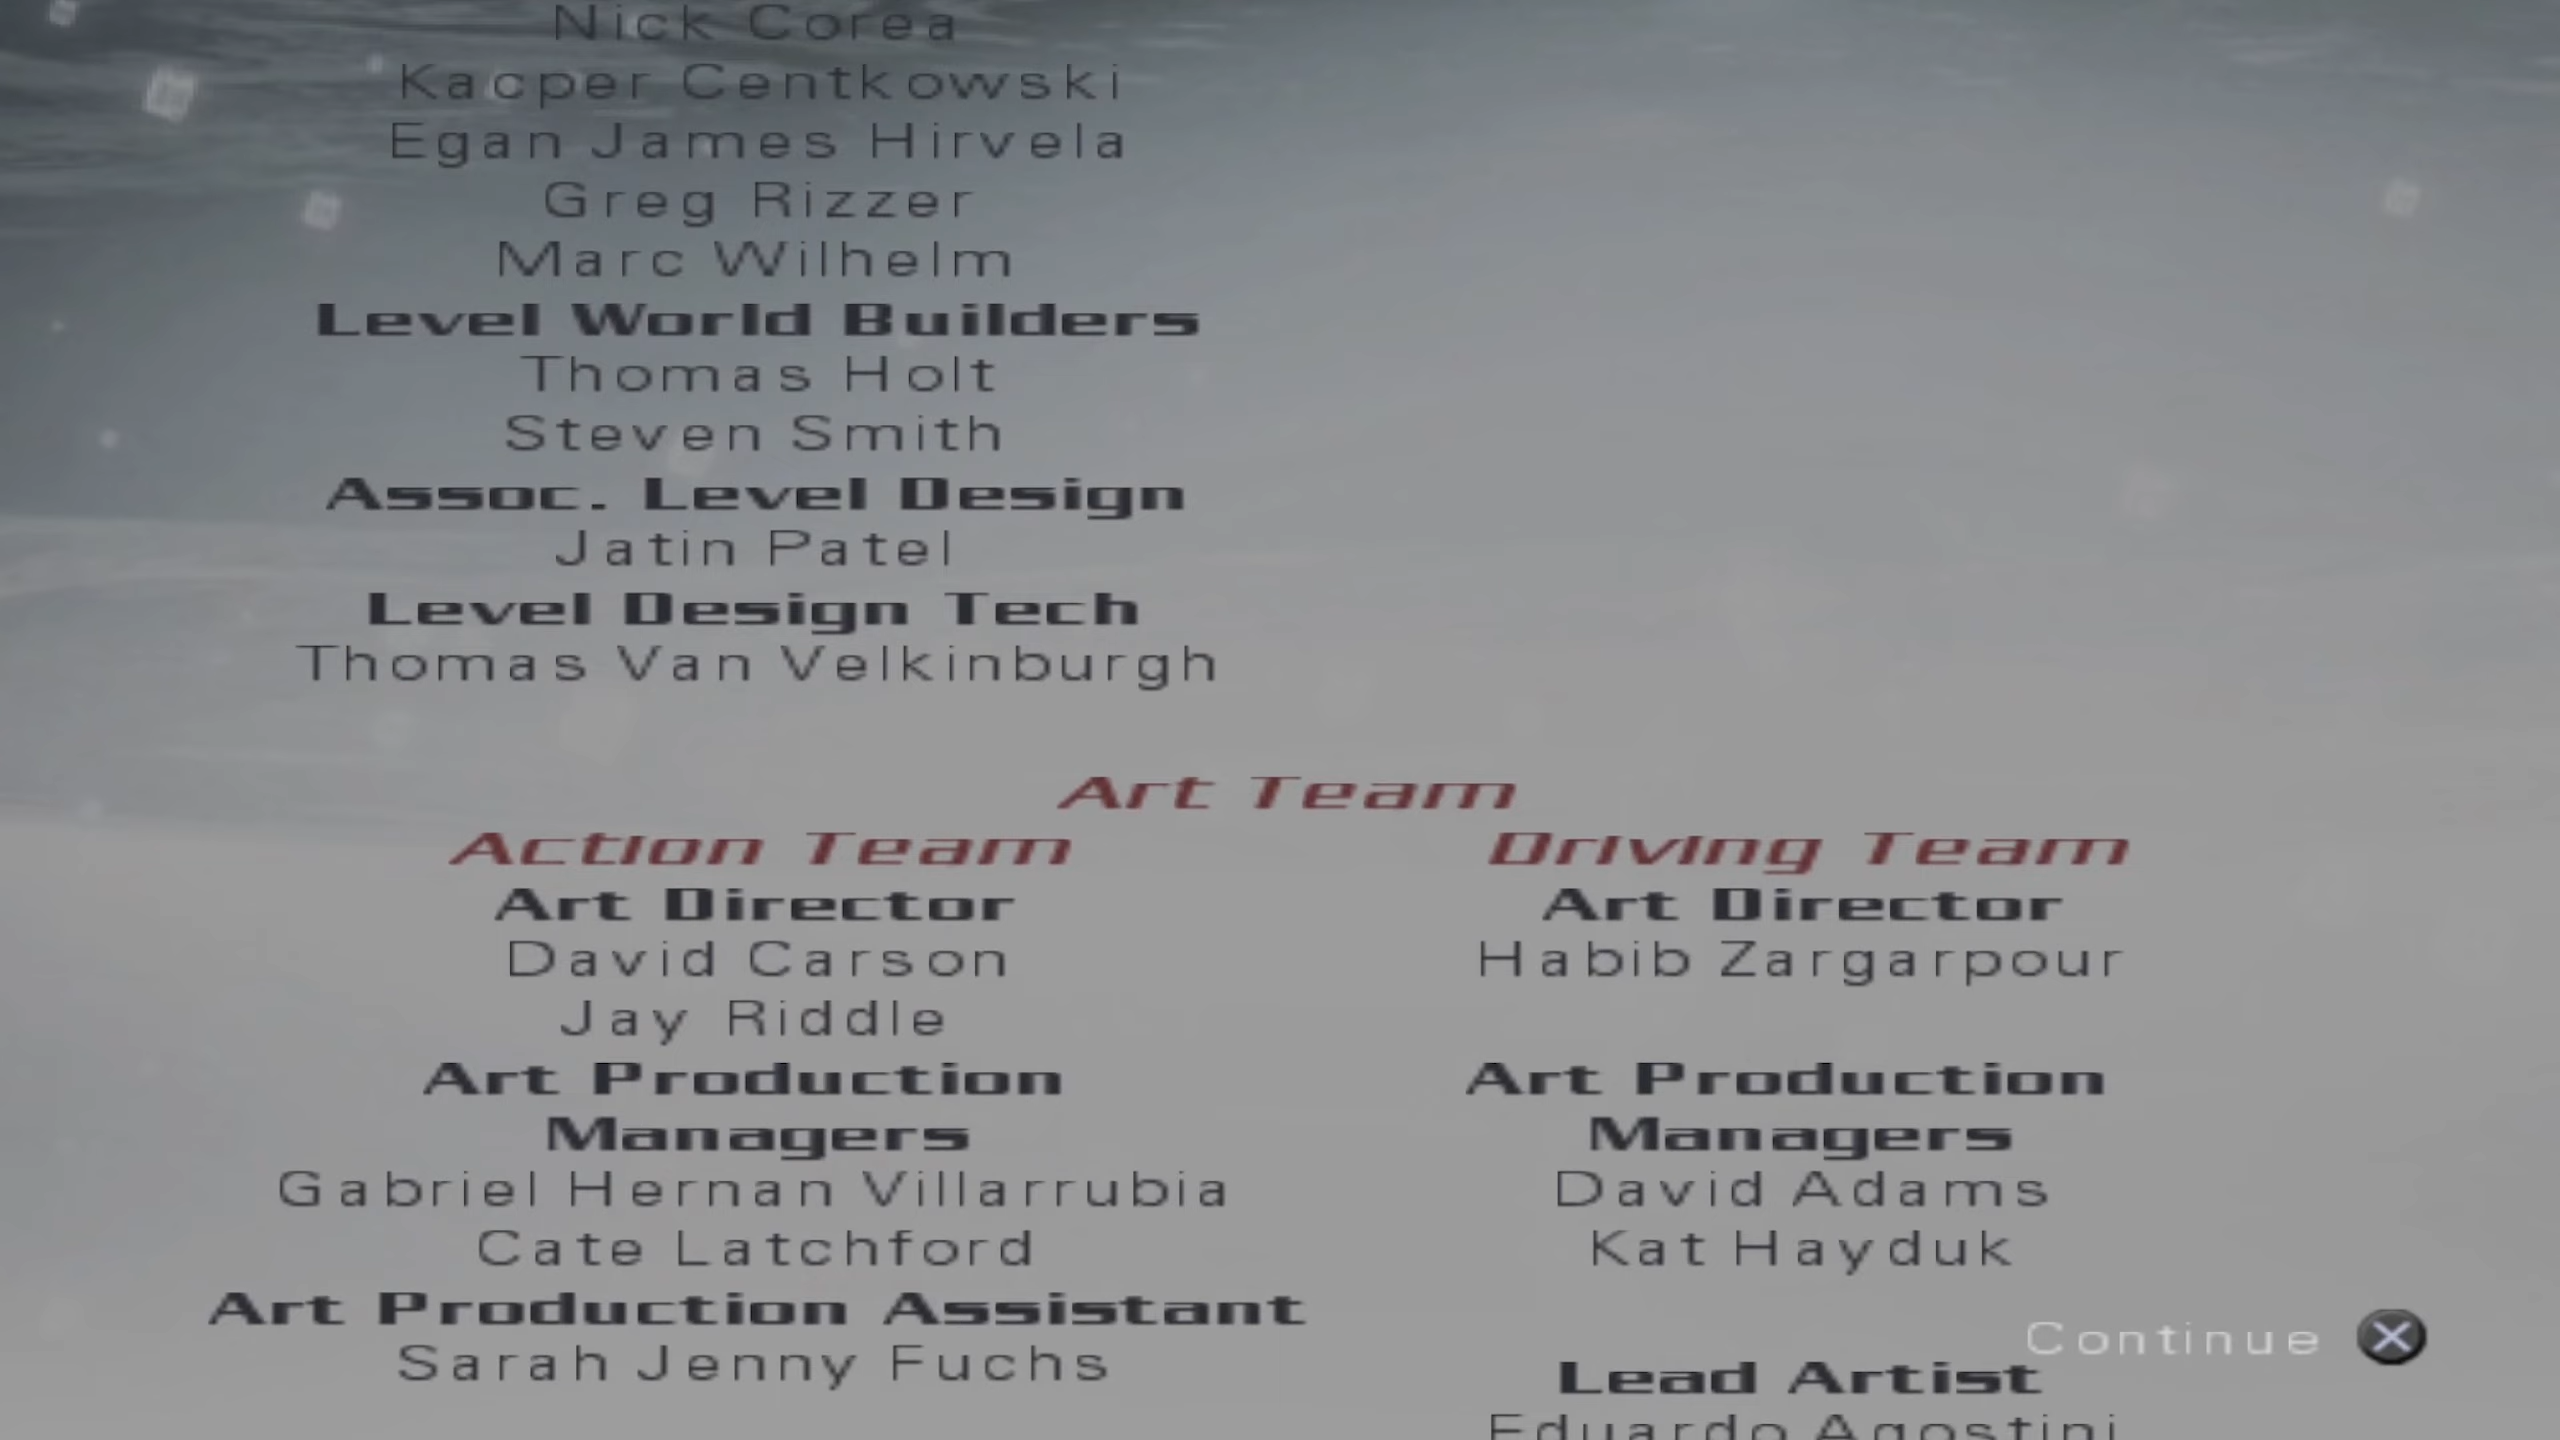 Nick Corea
Kacper Centkowski
Egan James Hirvela
Greg Rizzer
Marc Wilhelm
Level World Builders
Thomas Holt
Steven Smith
Assoc. Level Design
Jatin Patel
Level Design Tech
Thomas Van Velkinburgh
Art Team
Action Team
Art Director
David Carson
Jay Riddle
Art Production
Managers
Gabriel Hernan Villarrubia
Cate Latchford
Art Production Assistant
Sarah Jenny Fuchs
Driving Team
Art Director
Habib Zargarpour
Art Production
Managers
David Adams
Kat Hayduk
Lead Artist
Eduardo Agostini
Continue